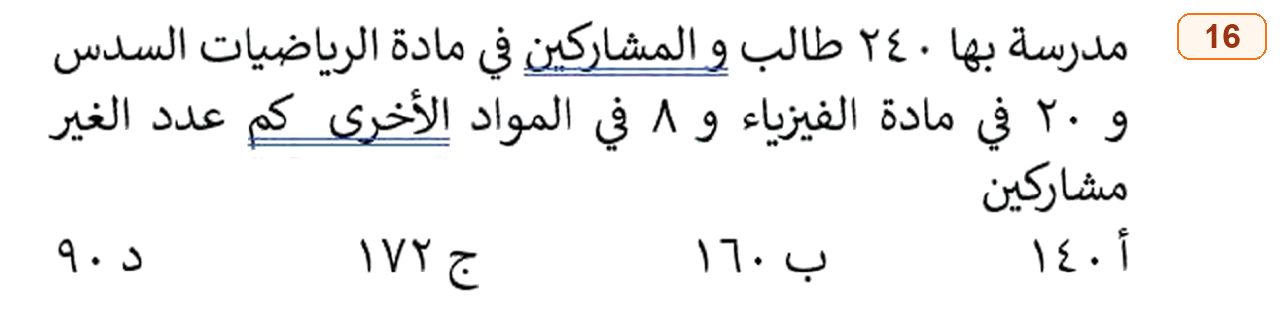 16
مدرسة بها ٢٤٠ طالب و المشاركين في مادة الرياضيات السدس
و ٢٠ في مادة الفيزياء و ٨ في المواد الأخرى كم عدد الغير
مشاركين
أ ١٤٠ ب ١٦٠ ج ١٧٢ د ٩٠